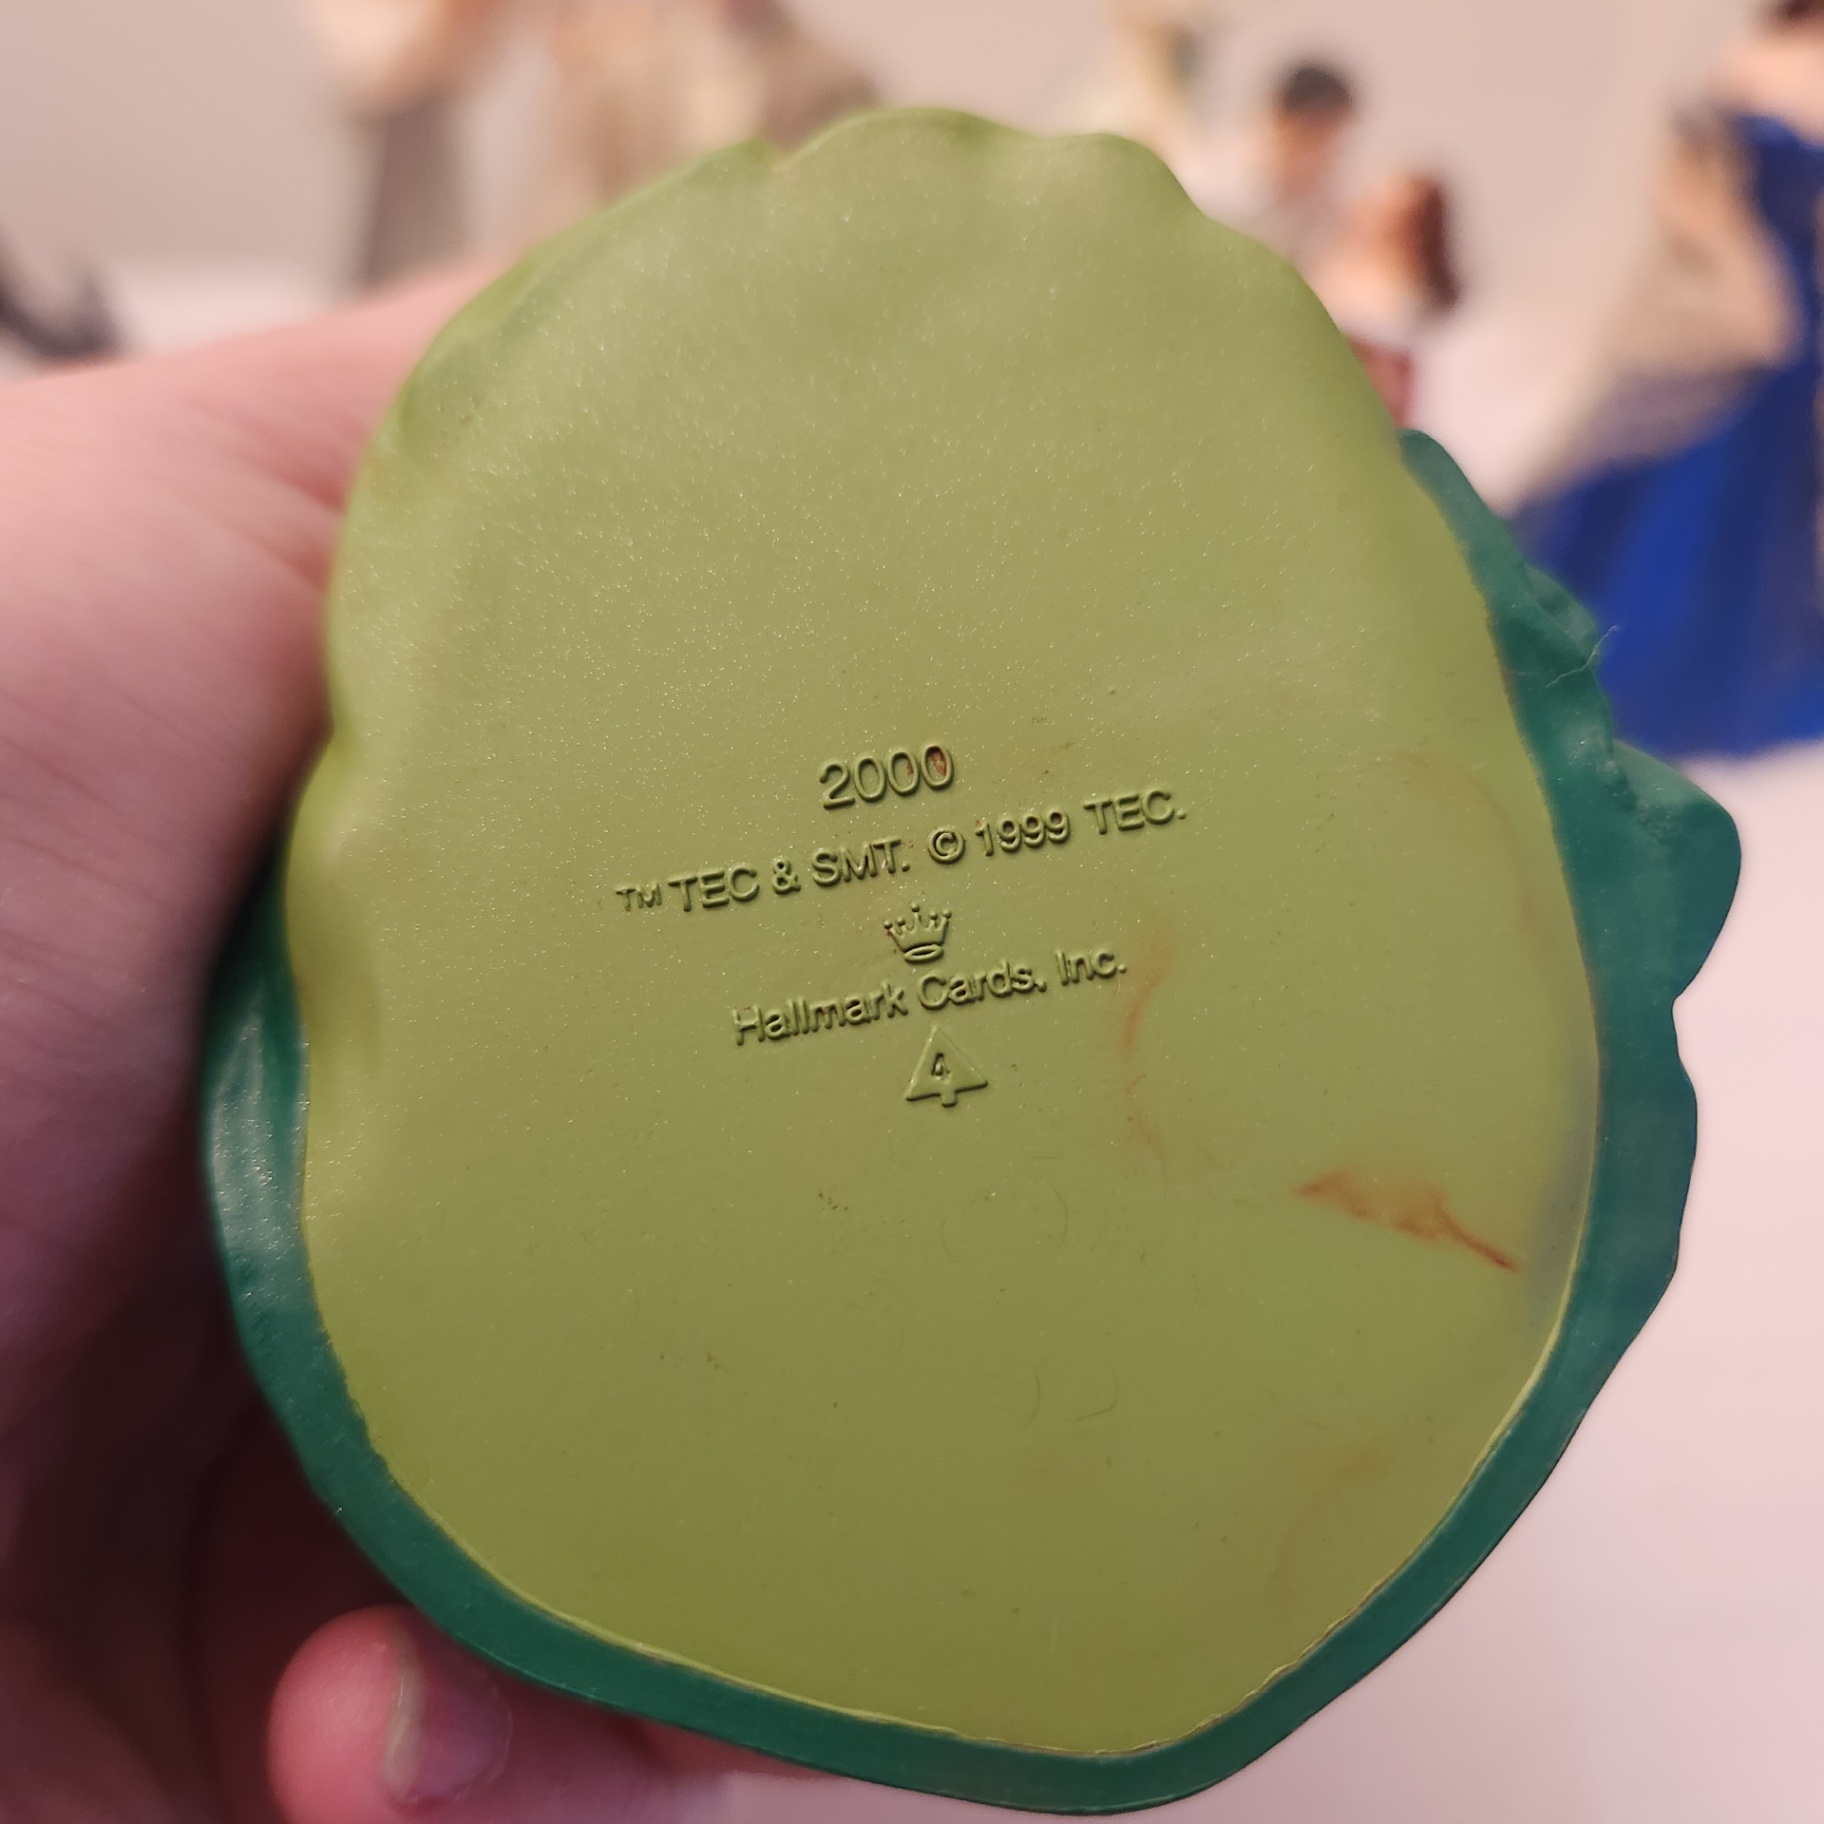 2000
™ TEC & SMT. © 1999 TEC.
Hallmark Cards, Inc.
4